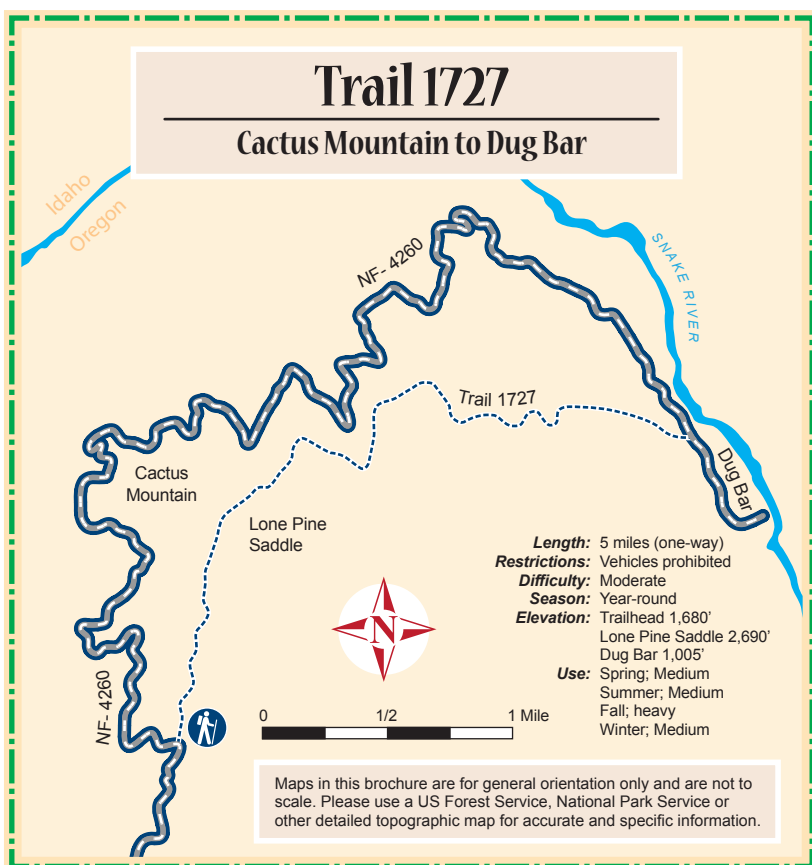 Trail 1727
Cactus Mountain to Dug Bar
Idaho
Oregon
NF- 4260
SNAKE RIVER
Trail 1727
Cactus
Mountain
Dug Bar
Lone Pine
Saddle
Length: 5 miles (one-way)
Restrictions: Vehicles prohibited
Difficulty: Moderate
Season: Year-round
Elevation: Trailhead 1,680’
Lone Pine Saddle 2,690’
Dug Bar 1,005’
Use: Spring; Medium
Summer; Medium
Fall; heavy
Winter; Medium
N
NF- 4260
0 1/2 1 Mile
Maps in this brochure are for general orientation only and are not to
scale. Please use a US Forest Service, National Park Service or
other detailed topographic map for accurate and specific information.